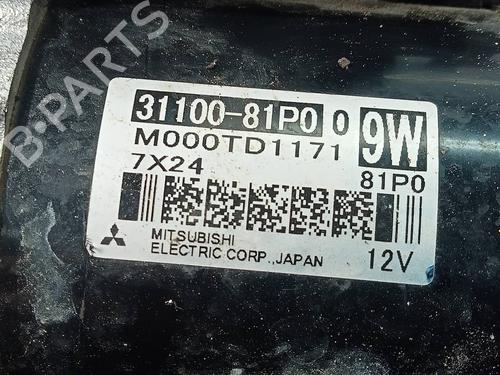 B-PARTS
31100-81P0 0 9W
M000TD1171
7X24 81P0
MITSUBISHI
ELECTRIC CORP.,JAPAN 12V